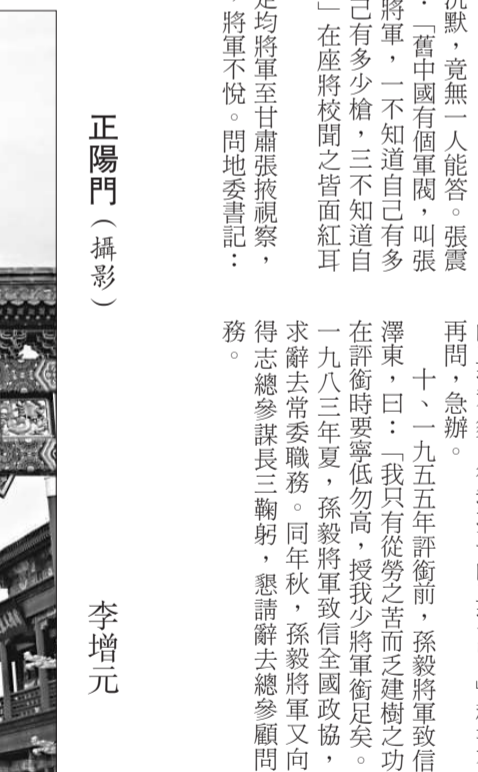 沉默，竟無一人能答。張震
：「舊中國有個軍閥，叫張
將軍，一不知道自己有多
己有多少槍，三不知道自
」在座將校聞之皆面紅耳
定均將軍至甘肅張掖視察，
，將軍不悅。問地委書記：
再問，急辦。
十、一九五五年評銜前，孫毅將軍致信
澤東，曰：「我只有從勞之苦而乏建樹之功
在評銜時要寧低勿高，授我少將軍銜足矣。
一九八三年夏，孫毅將軍致信全國政協，
求辭去常委職務。同年秋，孫毅將軍又向
得志總參謀長三鞠躬，懇請辭去總參顧問
務。
正陽門（攝影）
李增元